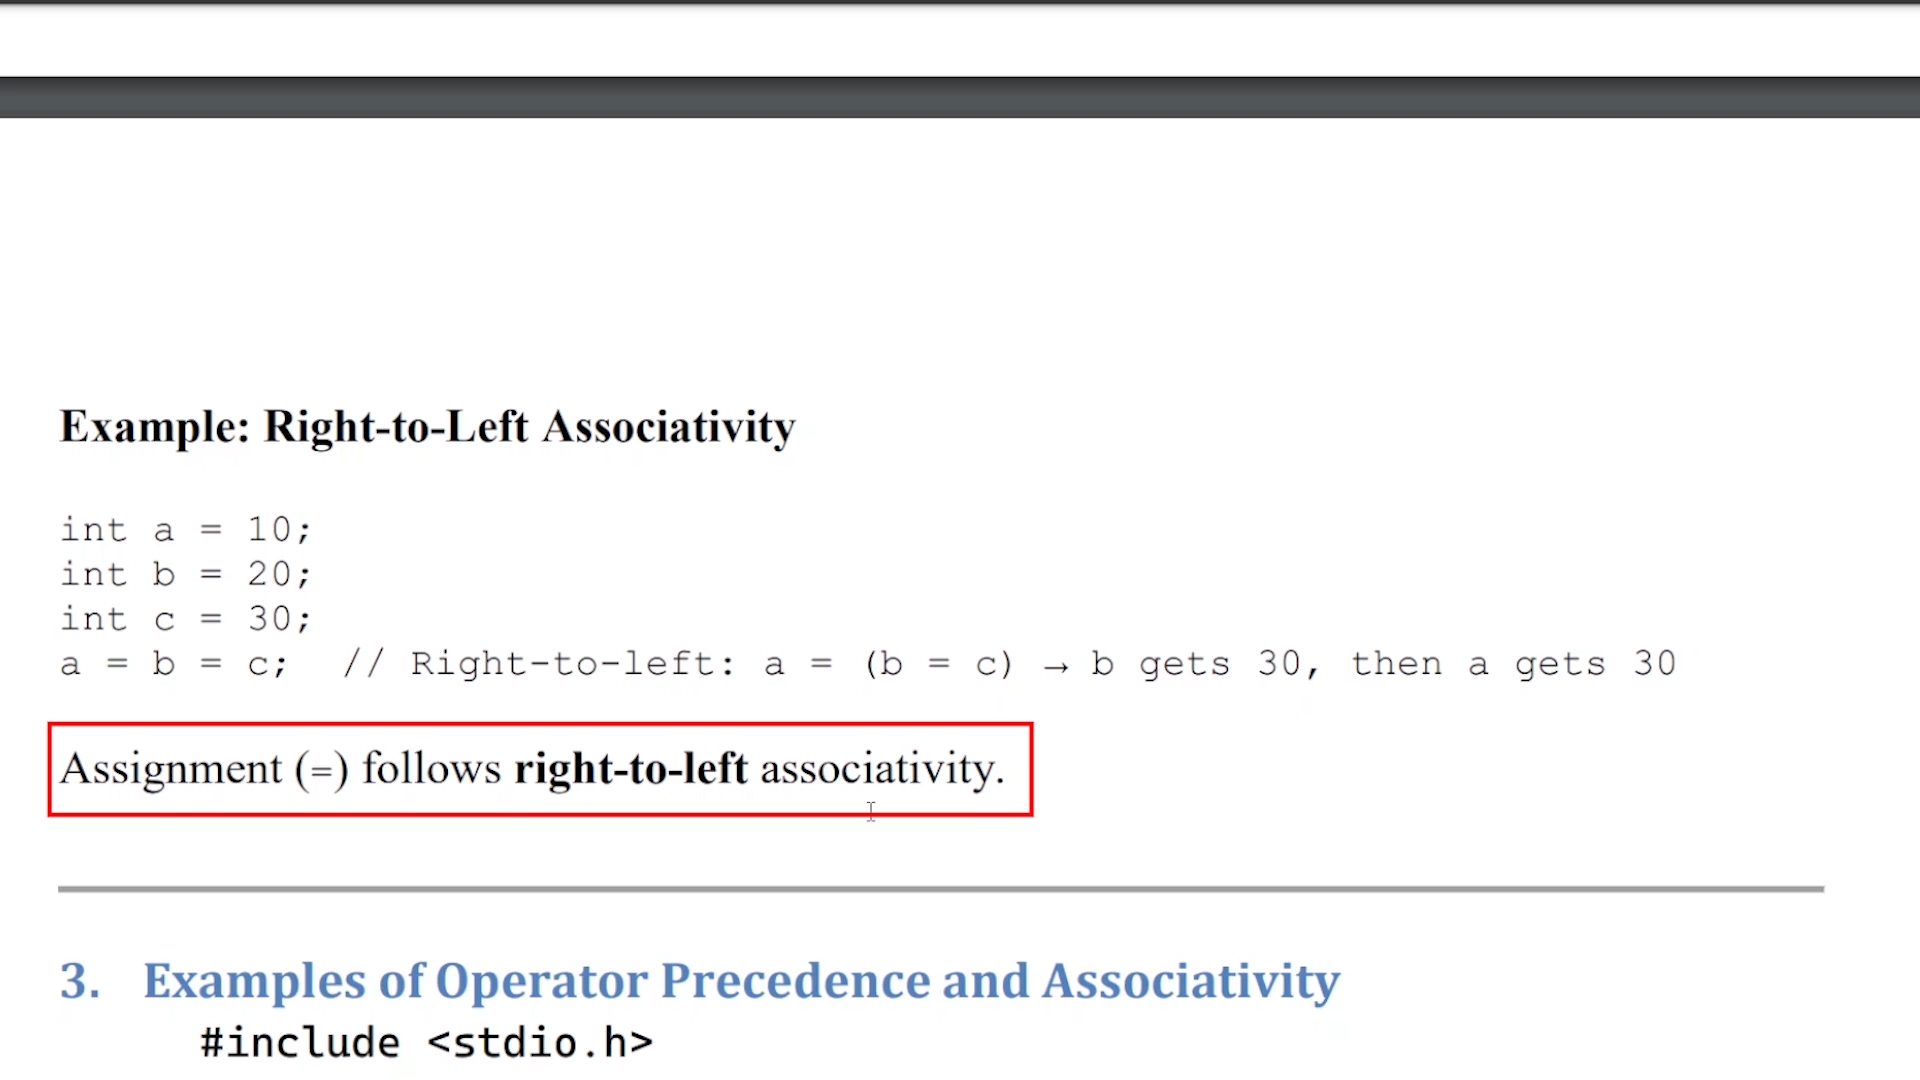 Example: Right-to-Left Associativity
int a = 10;
int b = 20;
int c = 30;
a = b = c;  // Right-to-left: a = (b = c) → b gets 30, then a gets 30
Assignment (=) follows right-to-left associativity.
3. Examples of Operator Precedence and Associativity
#include <stdio.h>